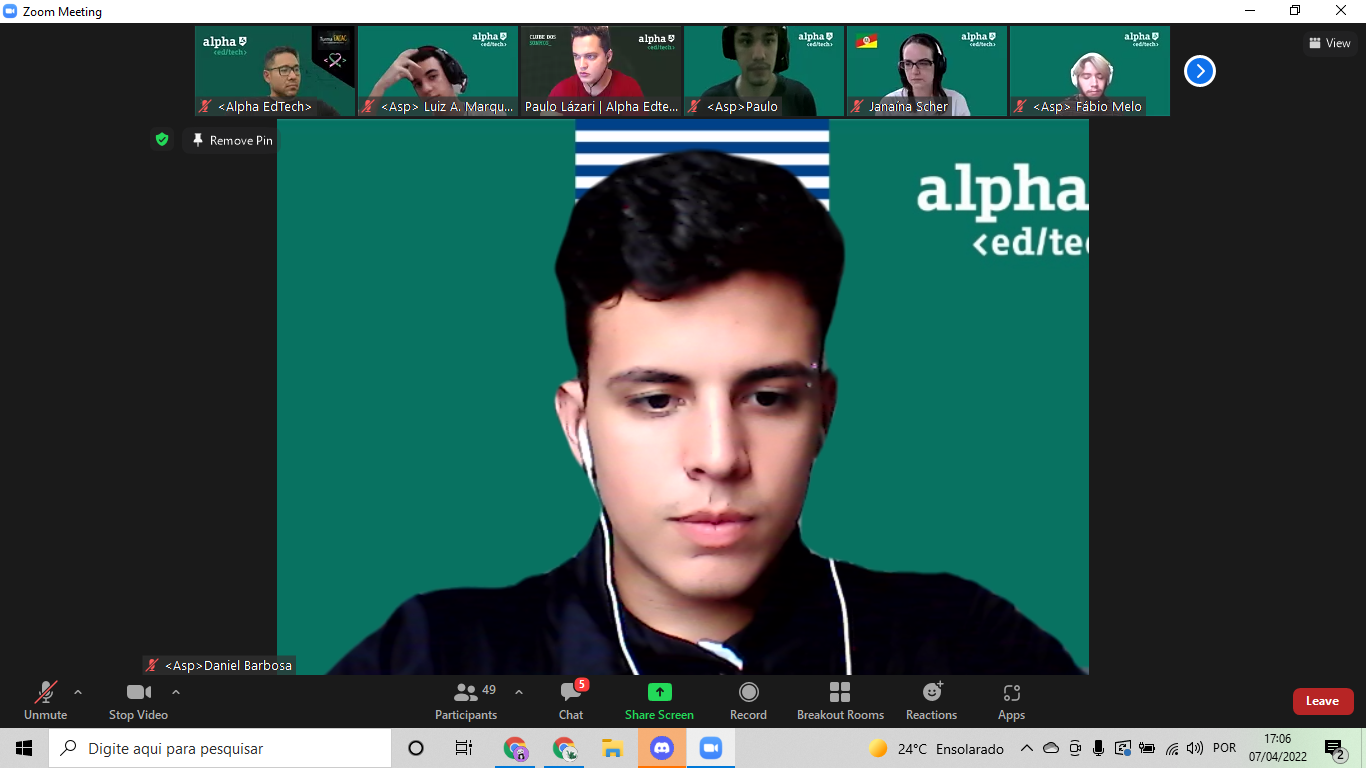 Zoom Meeting
alpha
<ed/tech>
alpha
<ed/tech>
CLUBE DOS
alpha
<ed/tech>
alpha
<ed/tech>
alpha
<ed/tech>
alpha
<ed/tech>
View
<Alpha EdTech>
<Asp> Luiz A. Marqu...
Paulo Lázari | Alpha Edte...
<Asp>Paulo
Janaína Scher
<Asp> Fábio Melo
Remove Pin
alpha
<ed/te
<Asp>Daniel Barbosa
Unmute
Stop Video
Participants
49
Chat
5
Share Screen
Record
Breakout Rooms
Reactions
Apps
Leave
Digite aqui para pesquisar
24°C Ensolarado
POR
17:06
07/04/2022
2